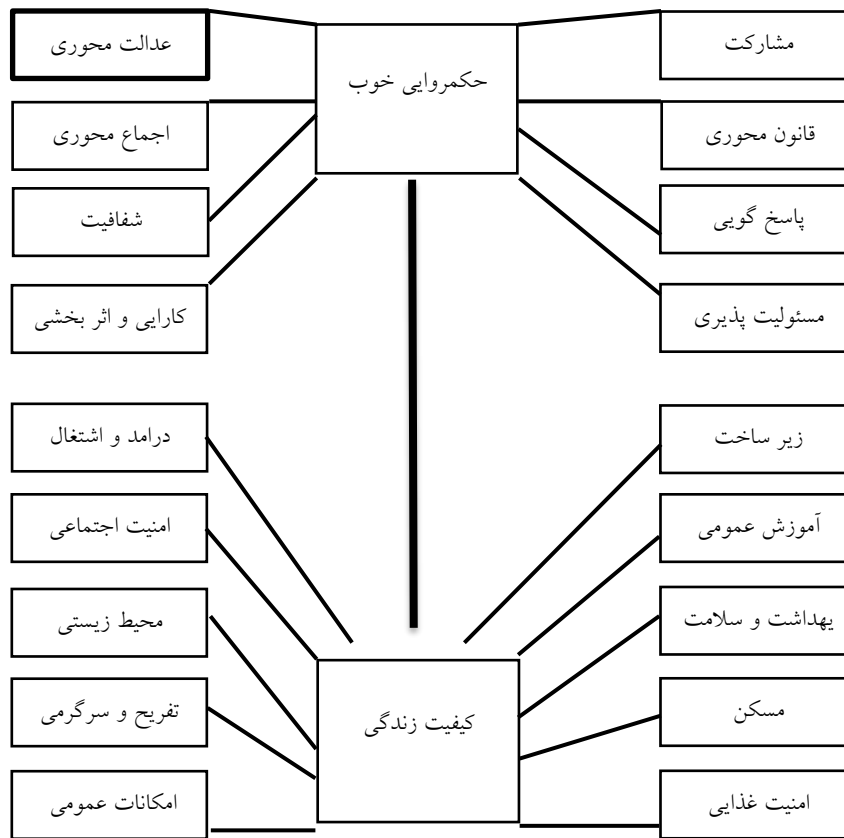 مشارکت
حکمروایی خوب
عدالت محوری
قانون محوری
اجماع محوری
پاسخ گویی
شفافیت
مسئولیت پذیری
کارایی و اثر بخشی
زیر ساخت
درامد و اشتغال
آموزش عمومی
امنیت اجتماعی
یهداشت و سلامت
محیط زیستی
مسکن
کیفیت زندگی
تفریح و سرگرمی
امنیت غذایی
امکانات عمومی